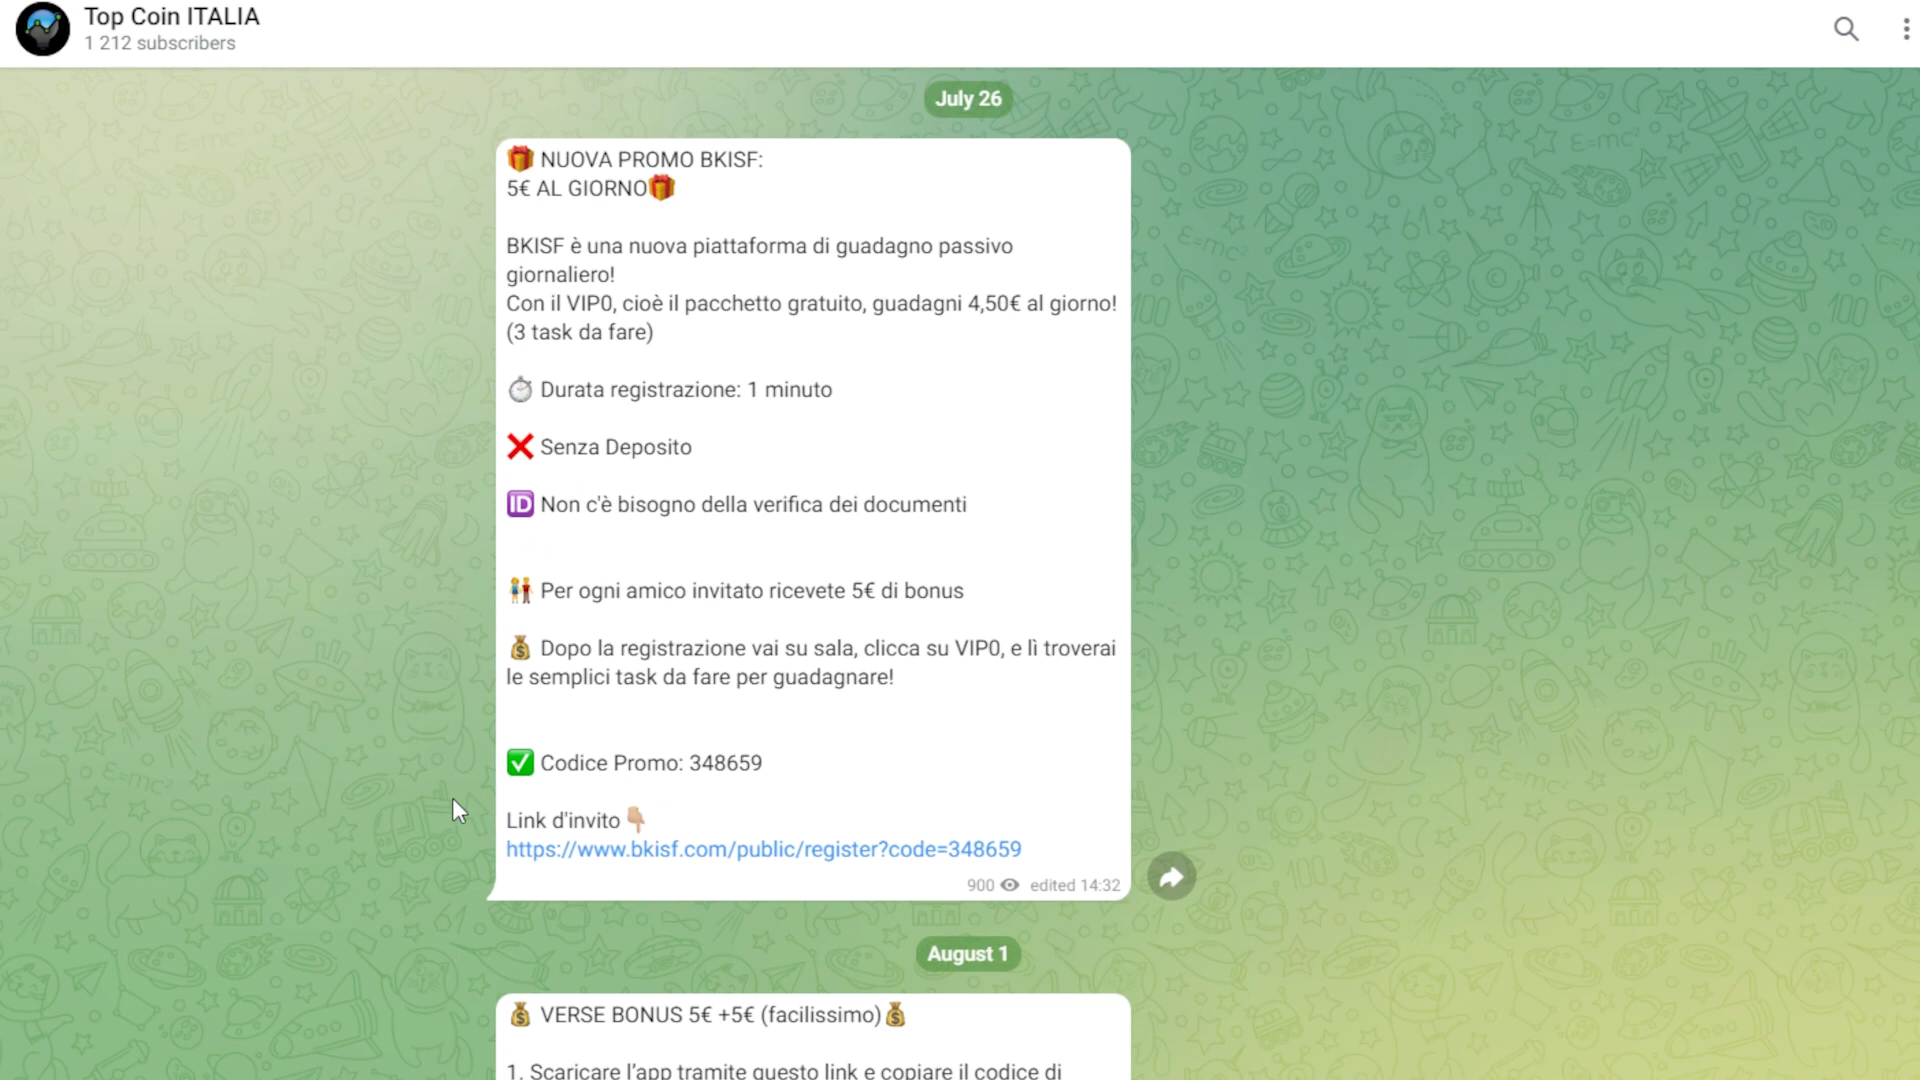 Top Coin ITALIA
1 212 subscribers
July 26
🎁 NUOVA PROMO BKISF:
5€ AL GIORNO🎁
BKISF è una nuova piattaforma di guadagno passivo
giornaliero!
Con il VIP0, cioè il pacchetto gratuito, guadagni 4,50€ al giorno!
(3 task da fare)
⏱ Durata registrazione: 1 minuto
❌ Senza Deposito
🆔 Non c'è bisogno della verifica dei documenti
👫 Per ogni amico invitato ricevete 5€ di bonus
💰 Dopo la registrazione vai su sala, clicca su VIP0, e lì troverai
le semplici task da fare per guadagnare!
✅ Codice Promo: 348659
Link d'invito 👇🏼
https://www.bkisf.com/public/register?code=348659
900 edited 14:32
August 1
💰 VERSE BONUS 5€ +5€ (facilissimo)💰
1. Scaricare l'app tramite questo link e copiare il codice di